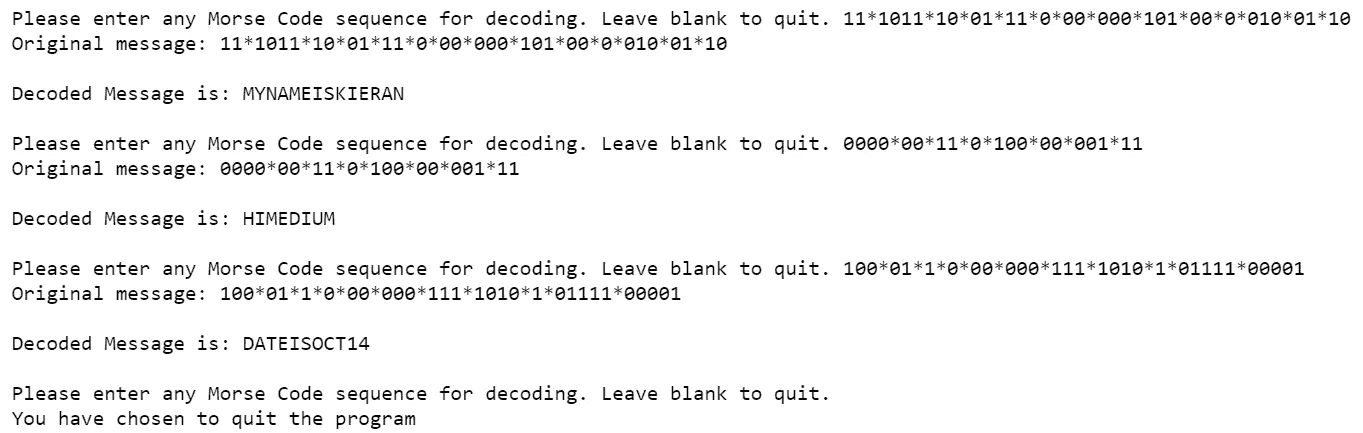 Please enter any Morse Code sequence for decoding. Leave blank to quit. 11*1011*10*01*11*0*00*000*101*00*0*010*01*10
Original message: 11*1011*10*01*11*0*00*000*101*00*0*010*01*10
Decoded Message is: MYNAMEISKIERAN
Please enter any Morse Code sequence for decoding. Leave blank to quit. 0000*00*11*0*100*00*001*11
Original message: 0000*00*11*0*100*00*001*11
Decoded Message is: HIMEDIUM
Please enter any Morse Code sequence for decoding. Leave blank to quit. 100*01*1*0*00*000*111*1010*1*01111*00001
Original message: 100*01*1*0*00*000*111*1010*1*01111*00001
Decoded Message is: DATEISOCT14
Please enter any Morse Code sequence for decoding. Leave blank to quit.
You have chosen to quit the program